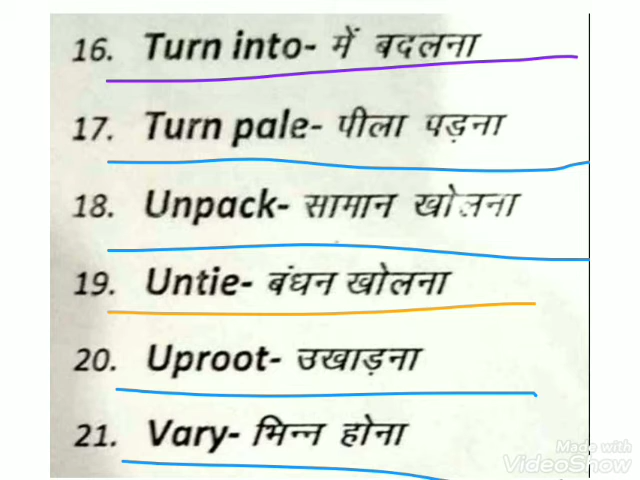 16. Turn into- में बदलना
17. Turn pale- पीला पड़ना
18. Unpack- सामान खोलना
19. Untie- बंधन खोलना
20. Uproot- उखाड़ना
21. Vary- भिन्न होना
Made with
VideoShow